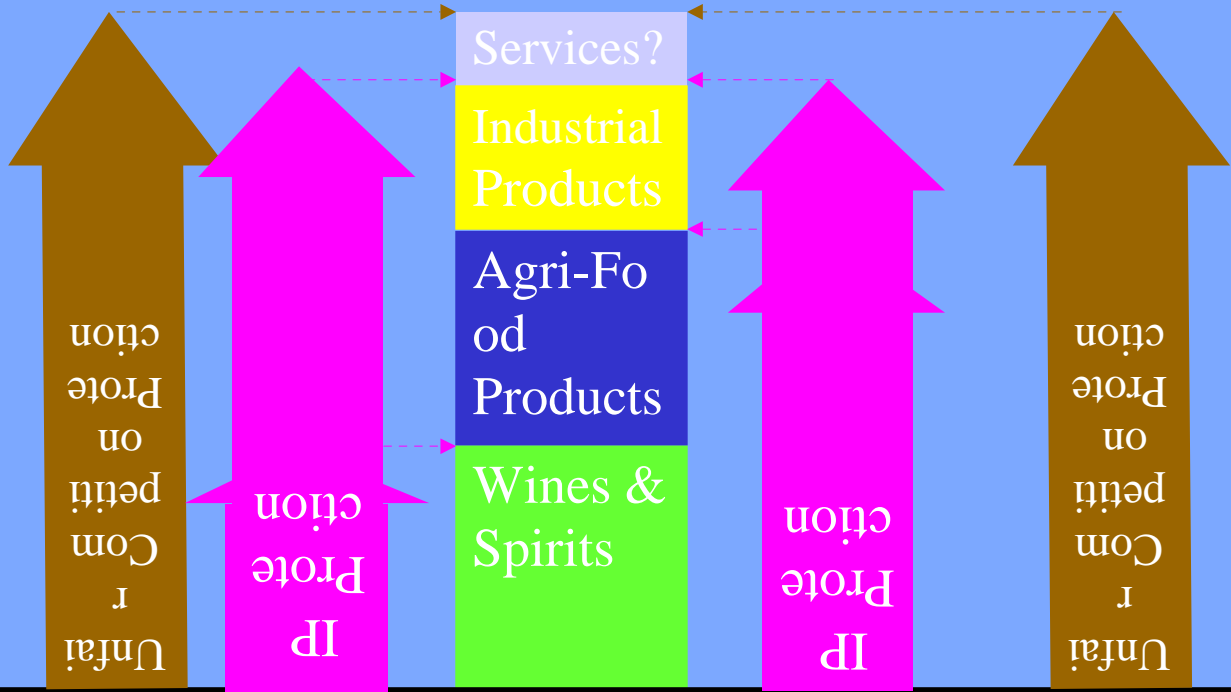 Services?
Industrial
Products
Agri-Fo
od
Products
Wines &
Spirits
Unfai
r
Com
petiti
on
Prote
ction
IP
Prote
ction
IP
Prote
ction
Unfai
r
Com
petiti
on
Prote
ction